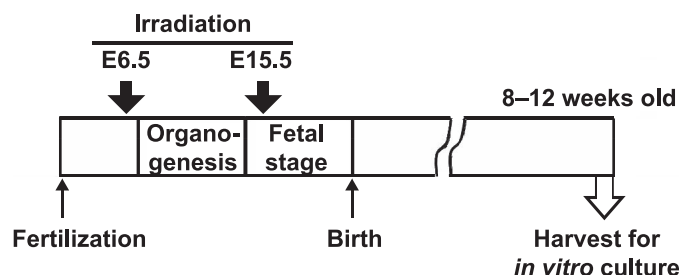 Irradiation
E6.5 E15.5
8–12 weeks old
Organo- Fetal
genesis stage
Fertilization Birth Harvest for
in vitro culture